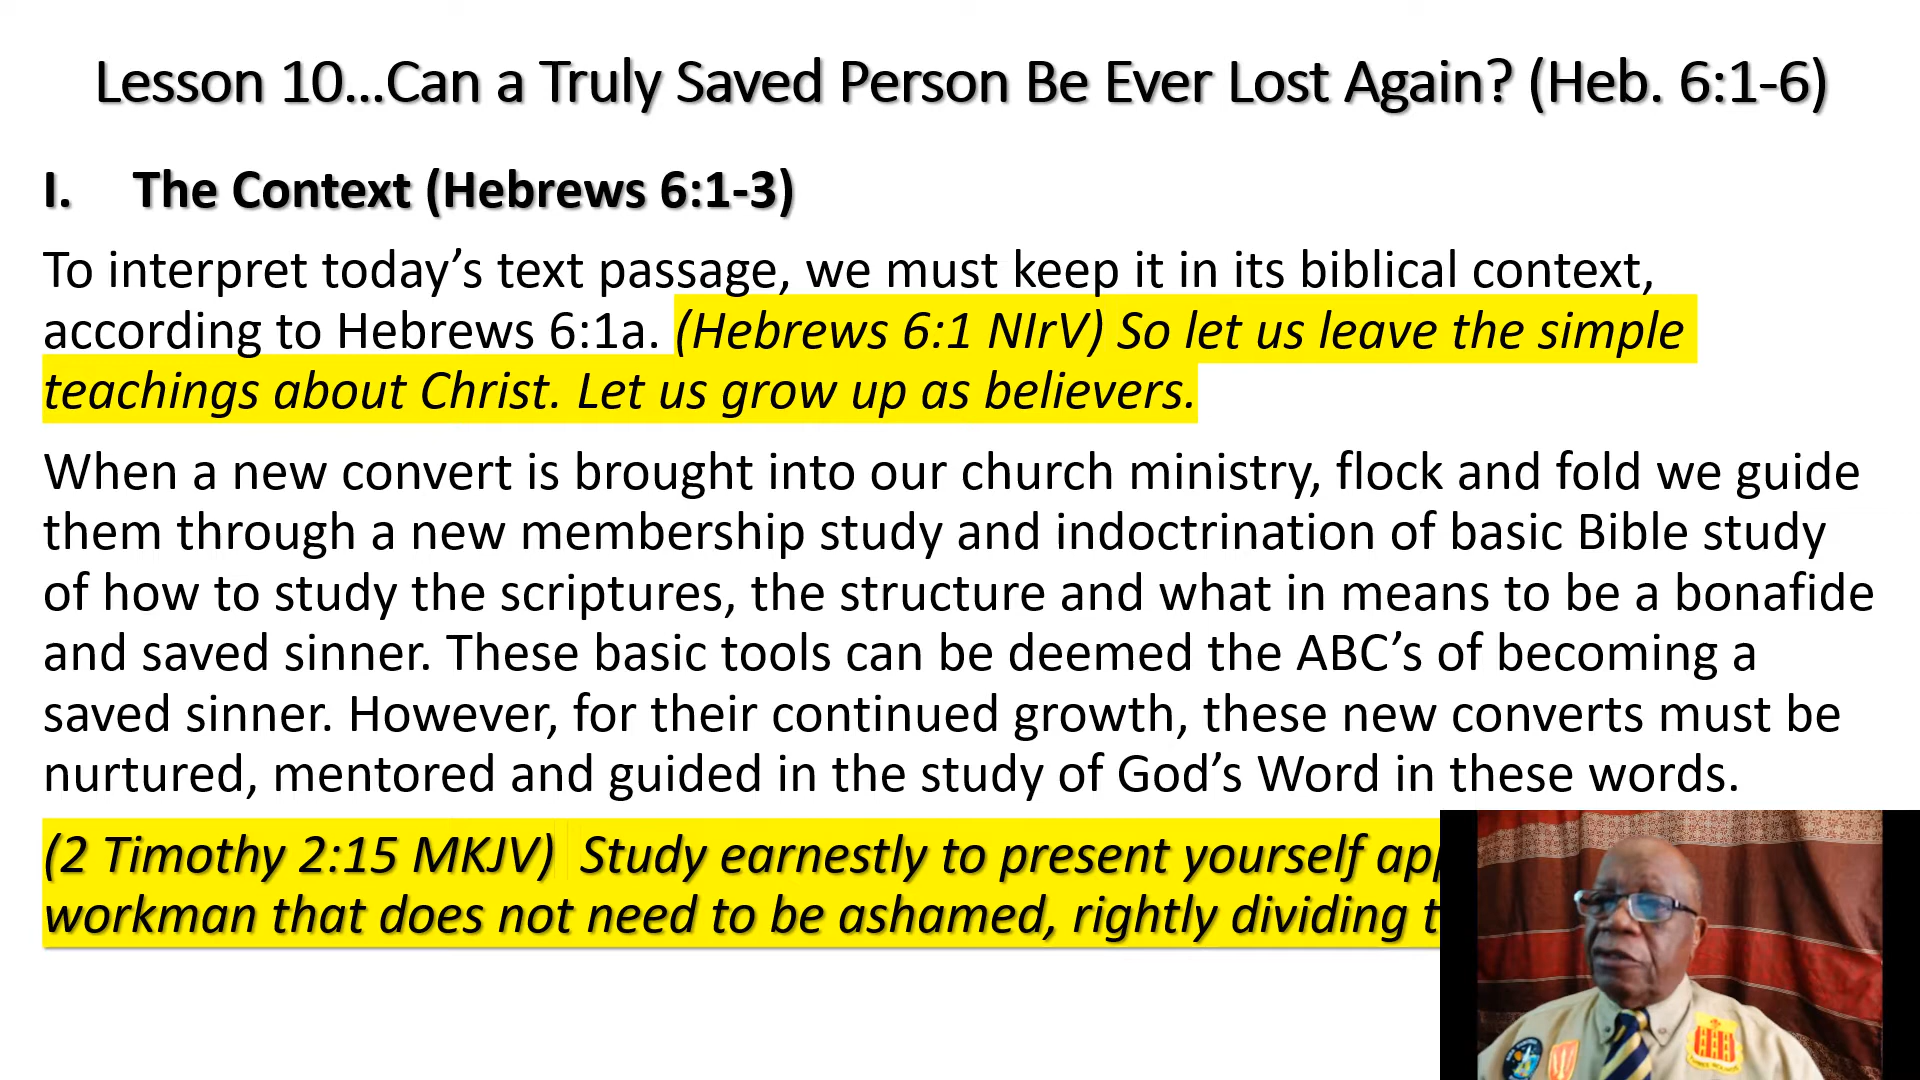 Lesson 10...Can a Truly Saved Person Be Ever Lost Again? (Heb. 6:1-6)
I. The Context (Hebrews 6:1-3)
To interpret today’s text passage, we must keep it in its biblical context,
according to Hebrews 6:1a. (Hebrews 6:1 NIrV) So let us leave the simple
teachings about Christ. Let us grow up as believers.
When a new convert is brought into our church ministry, flock and fold we guide
them through a new membership study and indoctrination of basic Bible study
of how to study the scriptures, the structure and what in means to be a bonafide
and saved sinner. These basic tools can be deemed the ABC’s of becoming a
saved sinner. However, for their continued growth, these new converts must be
nurtured, mentored and guided in the study of God’s Word in these words.
(2 Timothy 2:15 MKJV) Study earnestly to present yourself
workman that does not need to be ashamed, rightly dividing